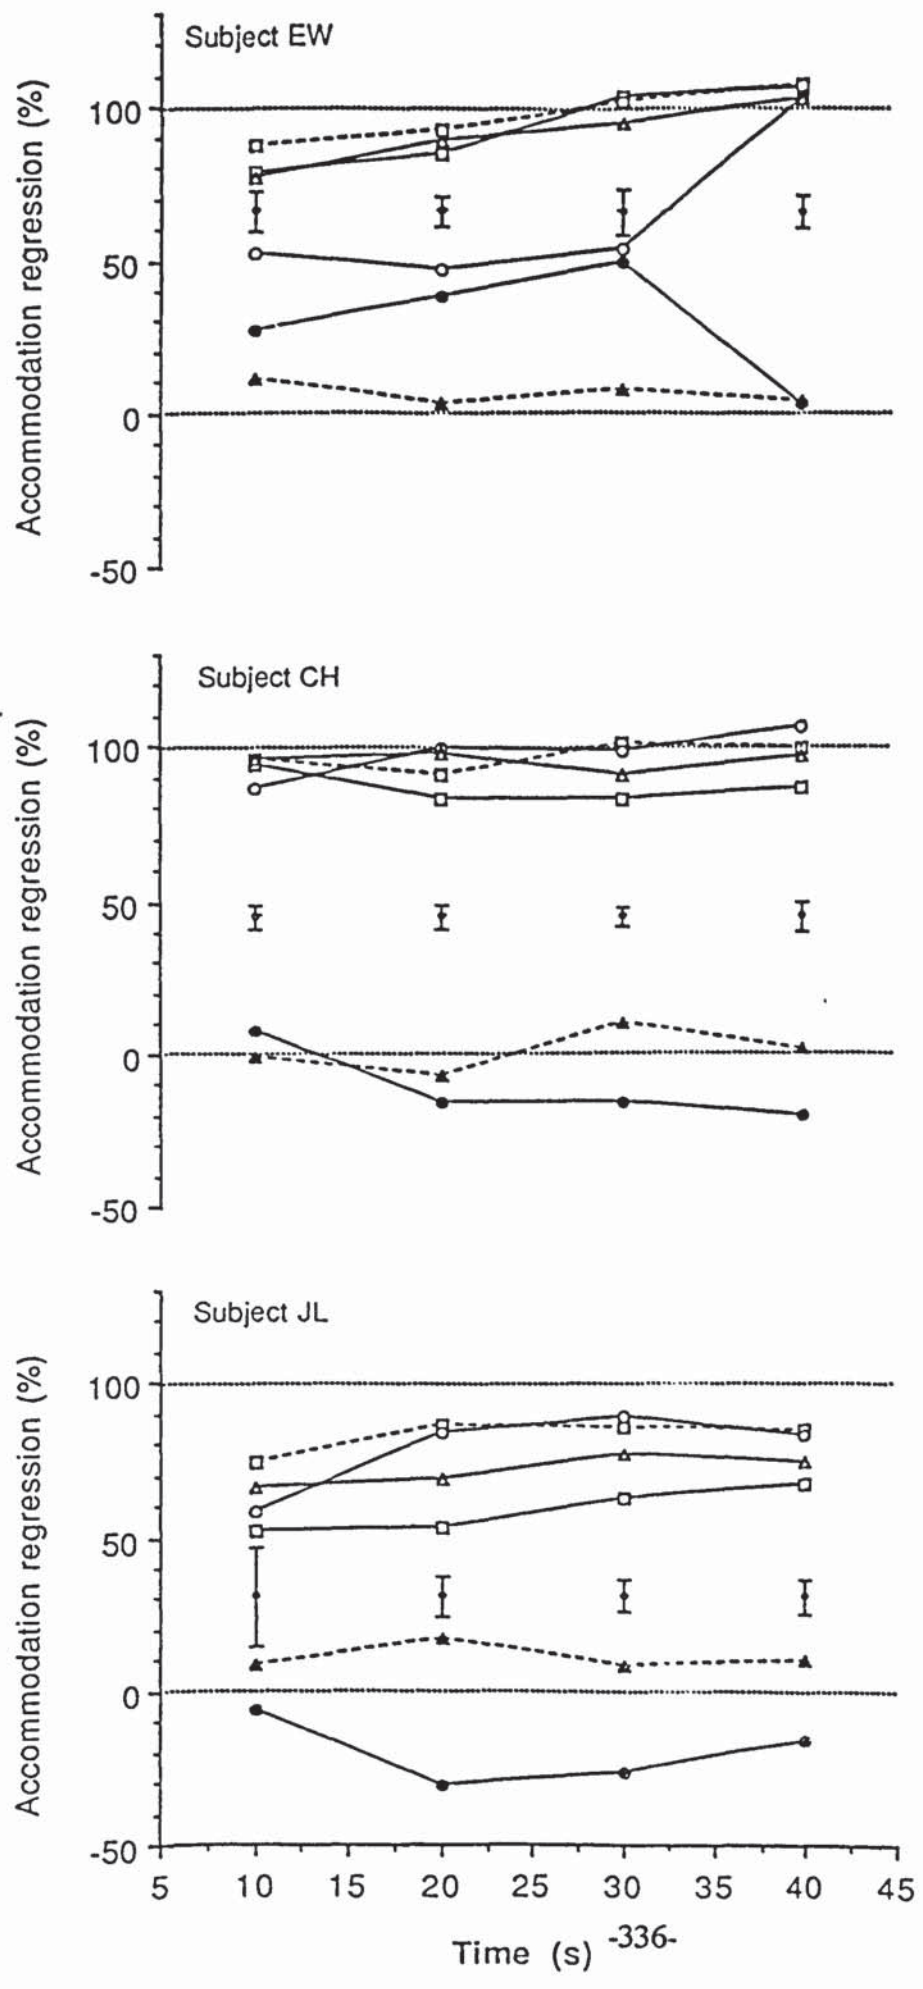 Subject EW
Accommodation regression (%)
100
50
0
-50
Subject CH
Accommodation regression (%)
100
50
0
-50
Subject JL
Accommodation regression (%)
100
50
0
-50
5 10 15 20 25 30 35 40 45
Time (s) -336-